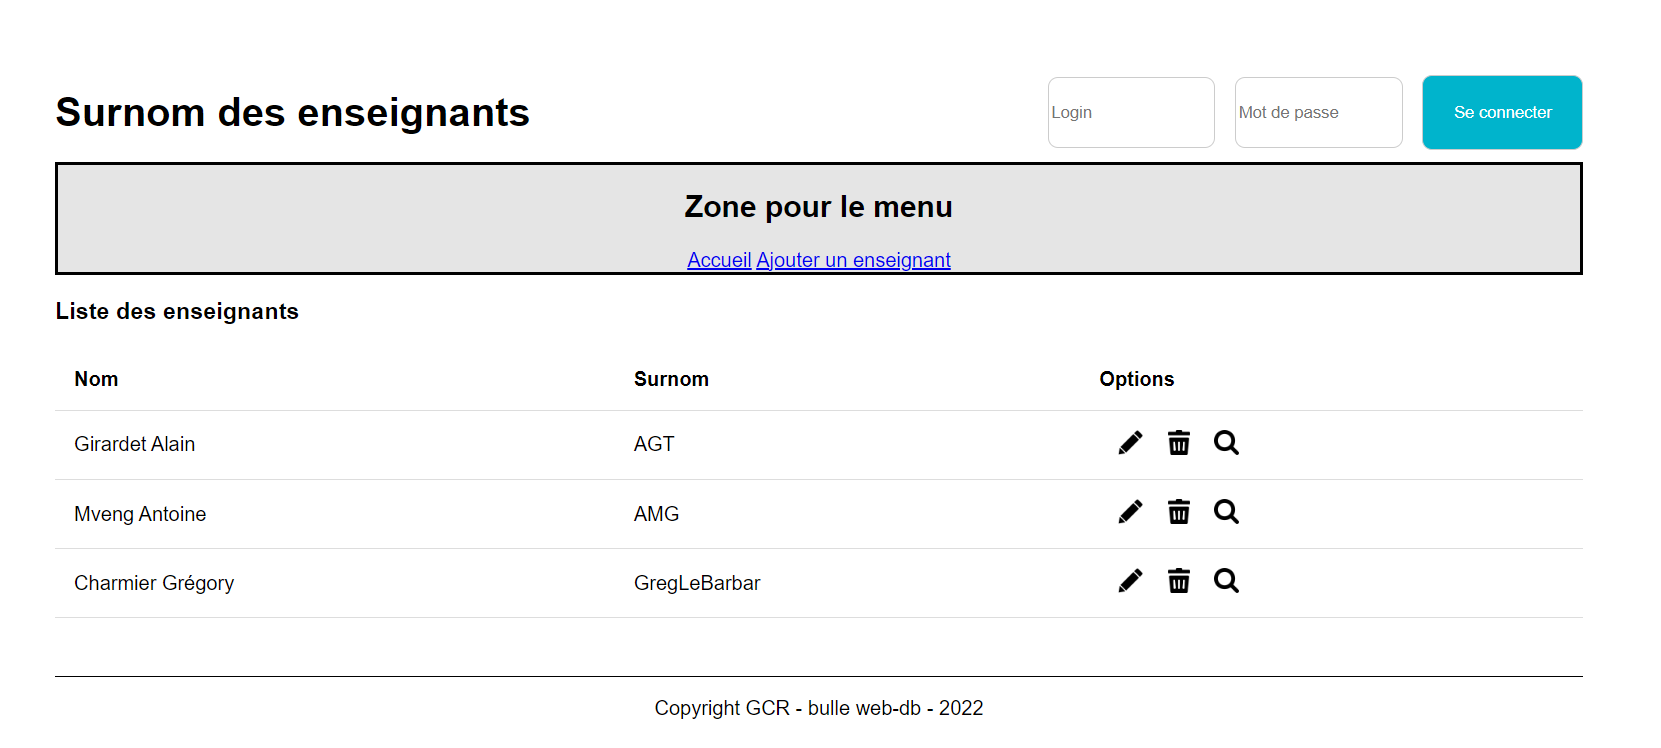 Surnom des enseignants
Login
Mot de passe
Se connecter
Zone pour le menu
Accueil Ajouter un enseignant
Liste des enseignants
Nom Surnom Options
Girardet Alain AGT
Mveng Antoine AMG
Charmier Grégory GregLeBarbar
Copyright GCR - bulle web-db - 2022